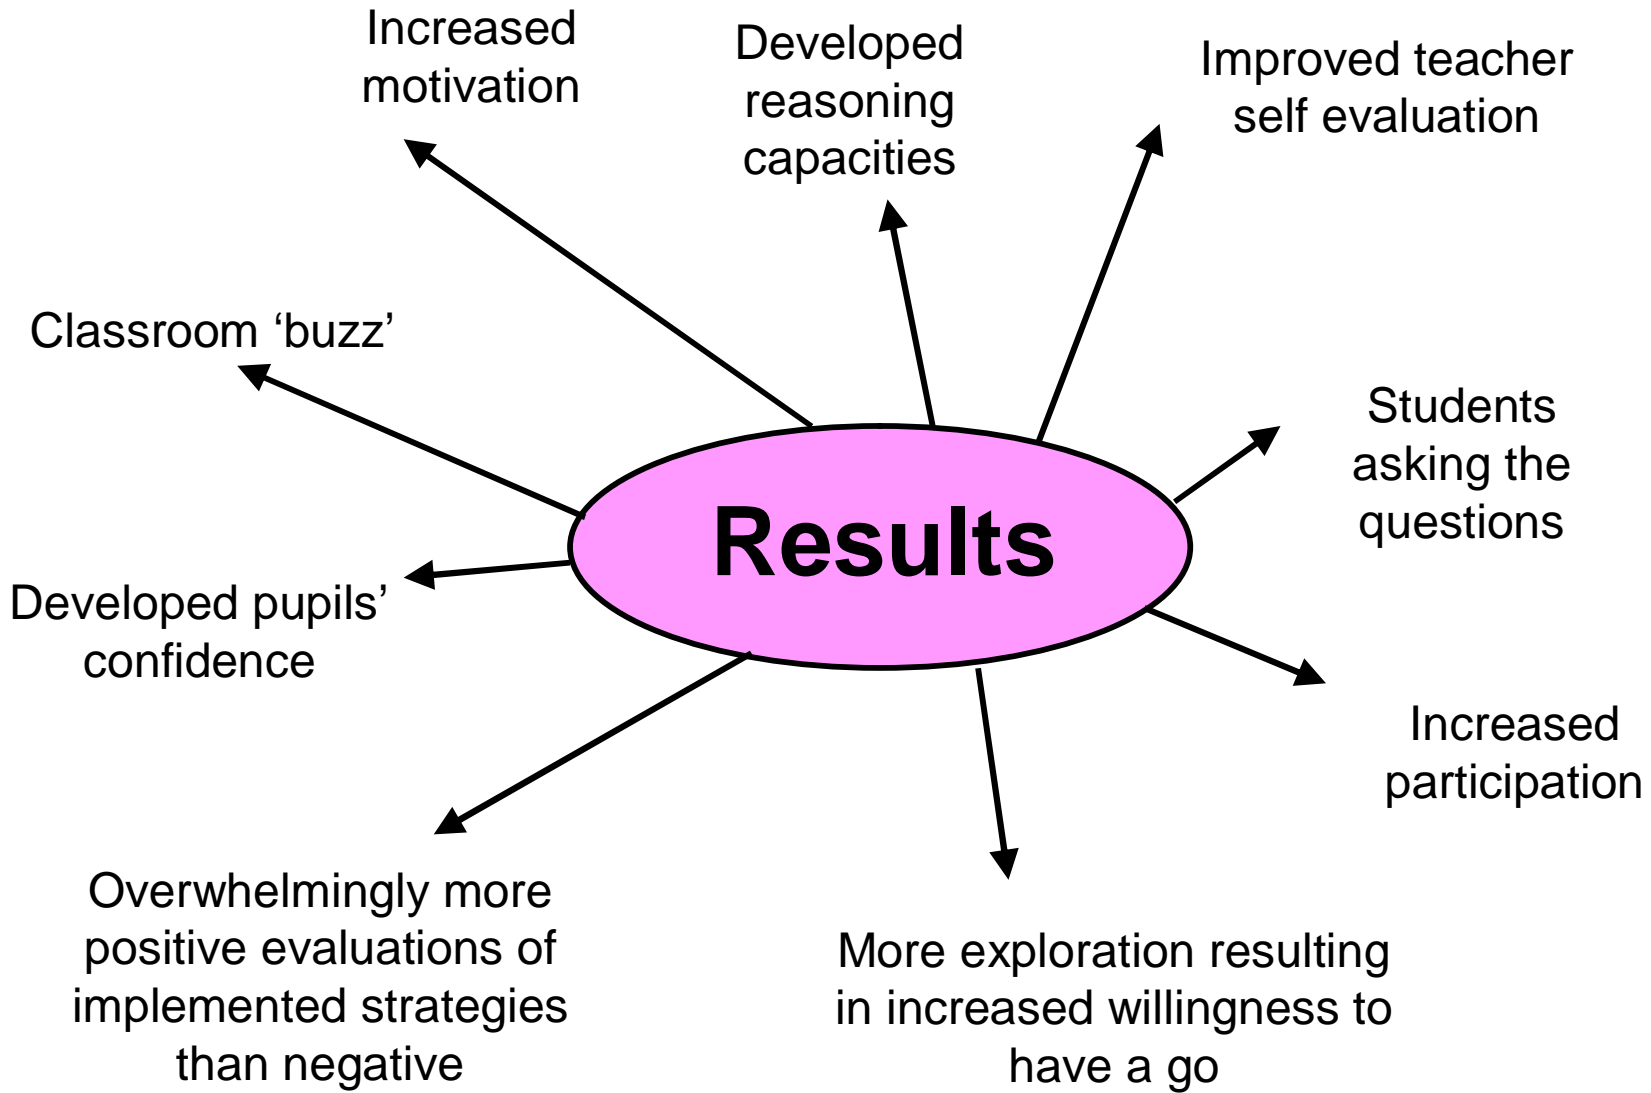 Increased
motivation
Developed
reasoning
capacities
Improved teacher
self evaluation
Classroom ‘buzz’
Students
asking the
questions
Results
Developed pupils’
confidence
Increased
participation
Overwhelmingly more
positive evaluations of
implemented strategies
than negative
More exploration resulting
in increased willingness to
have a go